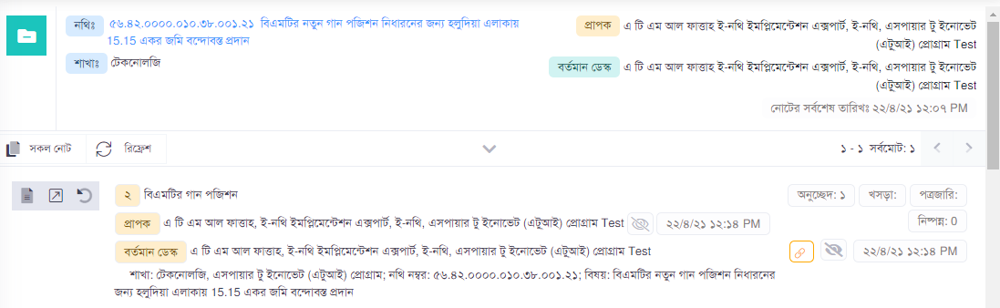 নথিঃ ৫৬.৪২.০০০০.০১০.৩৮.০০১.২১ বিএমটির নতুন গান পজিশন নিধারনের জন্য হলুদিয়া এলাকায়
15.15 একর জমি বন্দোবস্ত প্রদান
শাখাঃ টেকনোলজি
প্রাপক এ টি এম আল ফাত্তাহ ই-নথি ইমপ্লিমেন্টেশন এক্সপার্ট, ই-নথি, এসপায়ার টু ইনোভেট
(এটুআই) প্রোগ্রাম Test
বর্তমান ডেস্ক এ টি এম আল ফাত্তাহ ই-নথি ইমপ্লিমেন্টেশন এক্সপার্ট, ই-নথি, এসপায়ার টু ইনোভেট
(এটুআই) প্রোগ্রাম Test
নোটের সর্বশেষ তারিখঃ ২২/৪/২১ ১২:০৭ PM
সকল নোট রিফ্রেশ ১ - ১ সর্বমোট: ১
২ বিএমটির গান পজিশন অনুচ্ছেদ: ১ খসড়া: পত্রজারি:
নিষ্পন্ন: 0
প্রাপক এ টি এম আল ফাত্তাহ, ই-নথি ইমপ্লিমেন্টেশন এক্সপার্ট, ই-নথি, এসপায়ার টু ইনোভেট (এটুআই) প্রোগ্রাম Test ২২/৪/২১ ১২:১৪ PM
বর্তমান ডেস্ক এ টি এম আল ফাত্তাহ, ই-নথি ইমপ্লিমেন্টেশন এক্সপার্ট, ই-নথি, এসপায়ার টু ইনোভেট (এটুআই) প্রোগ্রাম Test ২২/৪/২১ ১২:১৪ PM
শাখা: টেকনোলজি, এসপায়ার টু ইনোভেট (এটুআই) প্রোগ্রাম; নথি নম্বর: ৫৬.৪২.০০০০.০১০.৩৮.০০১.২১; বিষয়: বিএমটির নতুন গান পজিশন নিধারনের
জন্য হলুদিয়া এলাকায় 15.15 একর জমি বন্দোবস্ত প্রদান